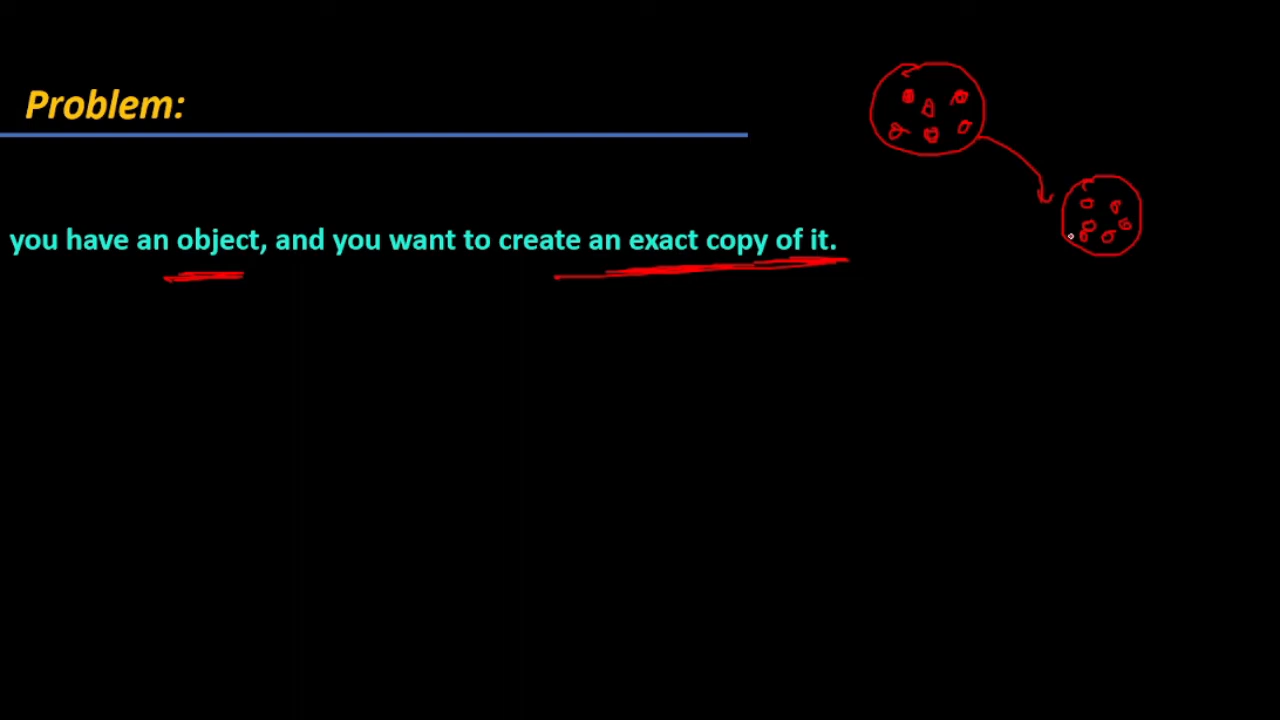 Problem:
you have an object, and you want to create an exact copy of it.